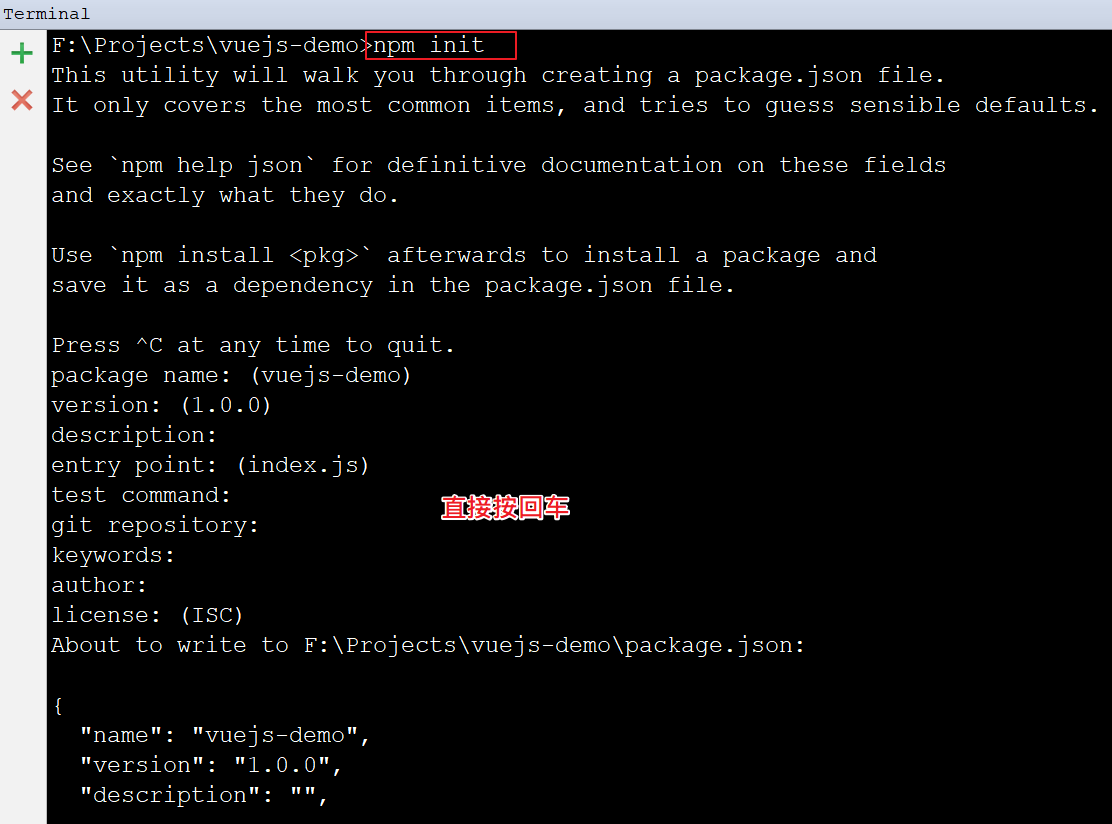 Terminal
F:\Projects\vuejs-demo>npm init
This utility will walk you through creating a package.json file.
It only covers the most common items, and tries to guess sensible defaults.
See `npm help json` for definitive documentation on these fields
and exactly what they do.
Use `npm install <pkg>` afterwards to install a package and
save it as a dependency in the package.json file.
Press ^C at any time to quit.
package name: (vuejs-demo)
version: (1.0.0)
description:
entry point: (index.js)
test command:
直接按回车
git repository:
keywords:
author:
license: (ISC)
About to write to F:\Projects\vuejs-demo\package.json:
{
  "name": "vuejs-demo",
  "version": "1.0.0",
  "description": "",